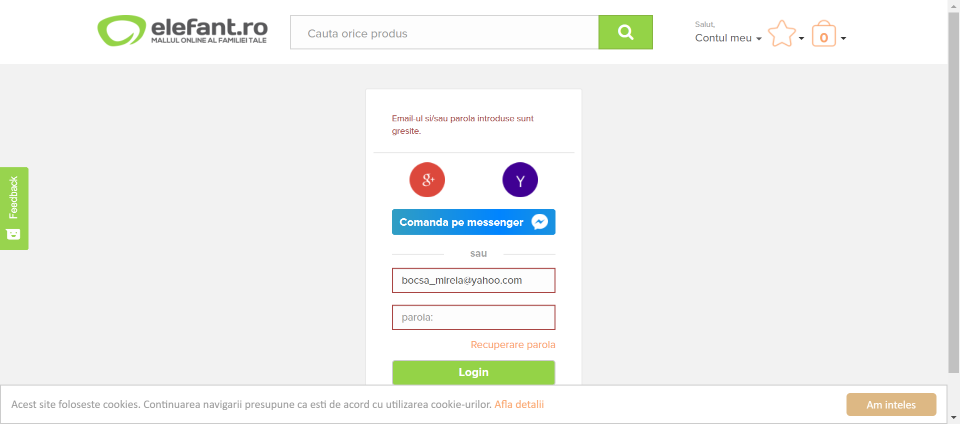 elefant.ro
MALLUL ONLINE AL FAMILIEI TALE
Cauta orice produs
Salut,
Contul meu
0
Email-ul si/sau parola introduse sunt
gresite.
Feedback
g+
Y
Comanda pe messenger
sau
bocsa_mirela@yahoo.com
parola:
Recuperare parola
Login
Acest site foloseste cookies. Continuarea navigarii presupune ca esti de acord cu utilizarea cookie-urilor. Afla detalii
Am inteles